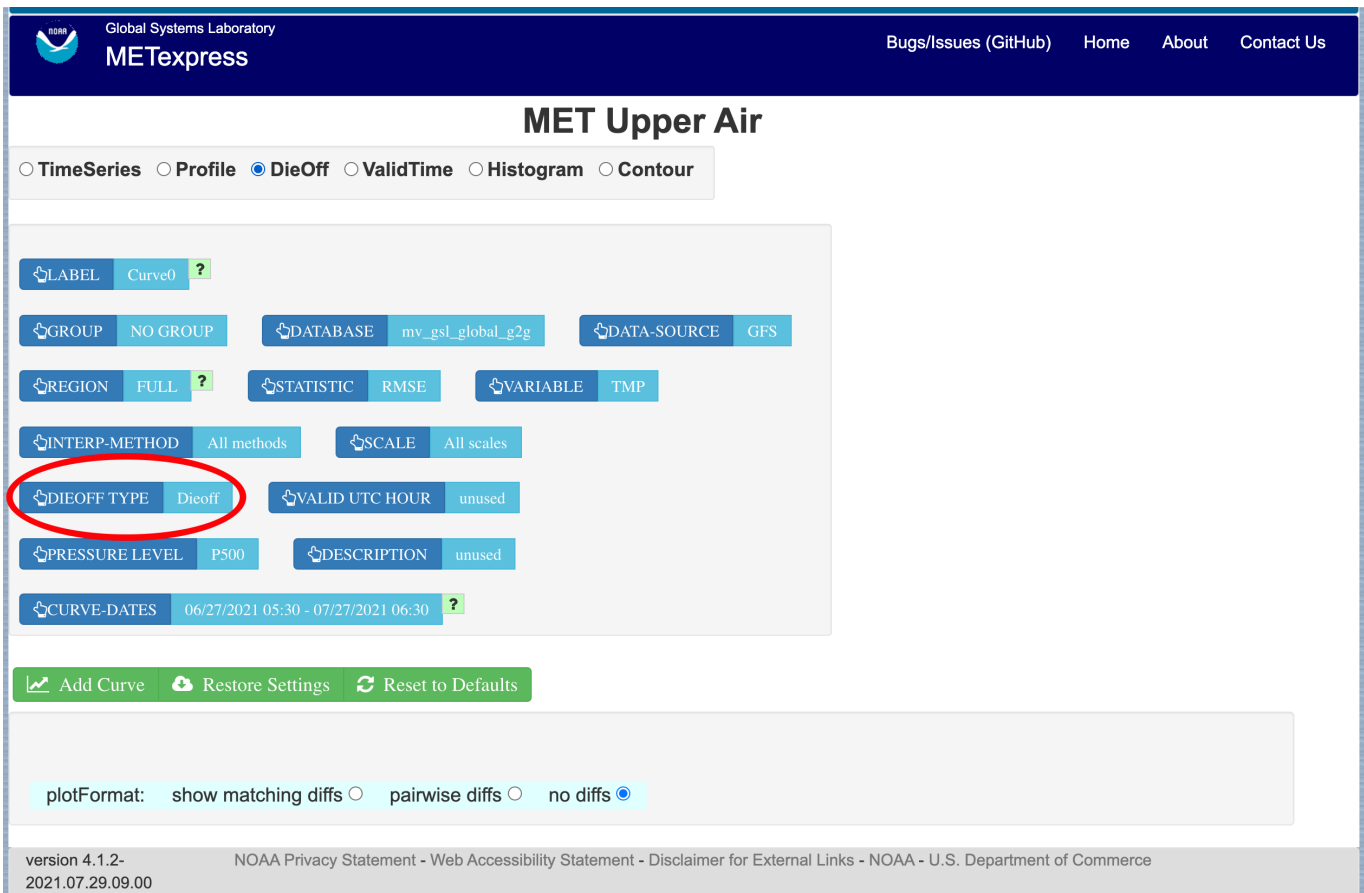 NOAA
Global Systems Laboratory
METexpress
Bugs/Issues (GitHub) Home About Contact Us
MET Upper Air
TimeSeries Profile DieOff ValidTime Histogram Contour
LABEL Curve0 ?
GROUP NO GROUP DATABASE mv_gsl_global_g2g DATA-SOURCE GFS
REGION FULL ? STATISTIC RMSE VARIABLE TMP
INTERP-METHOD All methods SCALE All scales
DIEOFF TYPE Dieoff VALID UTC HOUR unused
PRESSURE LEVEL P500 DESCRIPTION unused
CURVE-DATES 06/27/2021 05:30 - 07/27/2021 06:30 ?
Add Curve Restore Settings Reset to Defaults
plotFormat: show matching diffs pairwise diffs no diffs
version 4.1.2- NOAA Privacy Statement - Web Accessibility Statement - Disclaimer for External Links - NOAA - U.S. Department of Commerce
2021.07.29.09.00